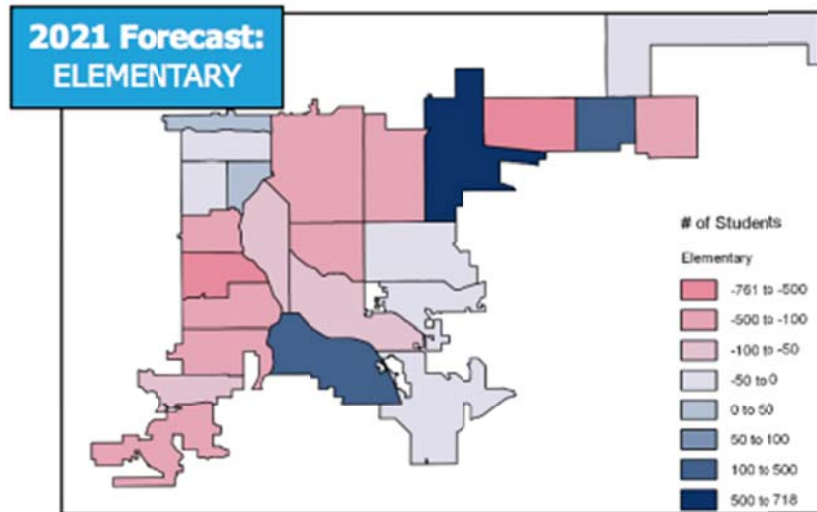 2021 Forecast:
ELEMENTARY
# of Students
Elementary
-761 to -500
-500 to -100
-100 to -50
-50 to 0
0 to 50
50 to 100
100 to 500
500 to 718